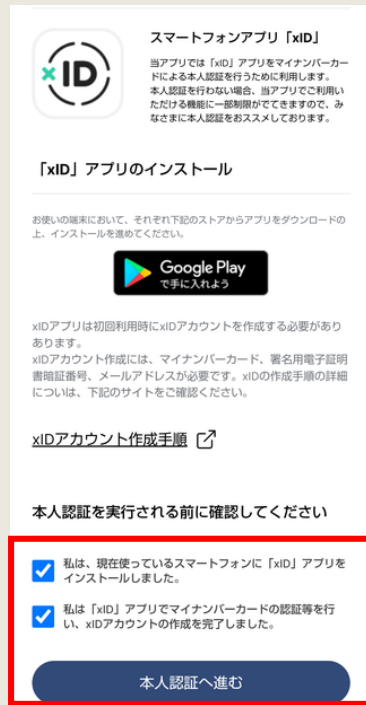 ×ID
スマートフォンアプリ「xID」
当アプリでは「xID」アプリをマイナンバーカー
ドによる本人認証を行うために利用します。
本人認証を行わない場合、当アプリでご利用い
ただける機能に一部制限がでてきますので、み
なさまに本人認証をおススメしております。
「xID」アプリのインストール
お使いの端末において、それぞれ下記のストアからアプリをダウンロードの
上、インストールを進めてください。
Google Play
で手に入れよう
xIDアプリは初回利用時にxIDアカウントを作成する必要があり
あります。
xIDアカウント作成には、マイナンバーカード、署名用電子証明
書暗証番号、メールアドレスが必要です。xIDの作成手順の詳細
についは、下記のサイトをご確認ください。
xIDアカウント作成手順
本人認証を実行される前に確認してください
私は、現在使っているスマートフォンに「xID」アプリを
インストールしました。
私は「xID」アプリでマイナンバーカードの認証等を行
い、xIDアカウントの作成を完了しました。
本人認証へ進む